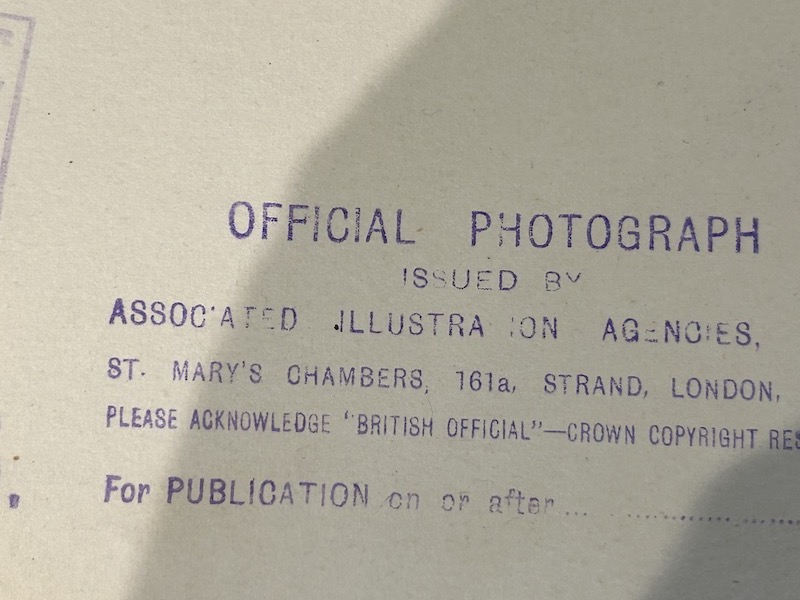 OFFICIAL PHOTOGRAPH
ISSUED BY
ASSOCIATED ILLUSTRATION AGENCIES,
ST. MARY'S CHAMBERS, 161a, STRAND, LONDON,
PLEASE ACKNOWLEDGE "BRITISH OFFICIAL"—CROWN COPYRIGHT RES
For PUBLICATION on or after... ..................